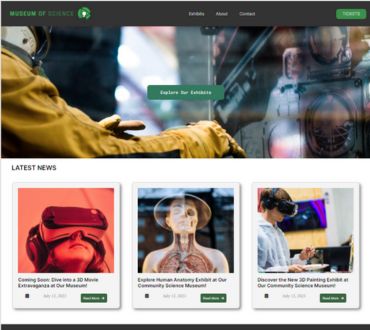 MUSEUM OF SCIENCE
Exhibits About Contact
TICKETS
Explore Our Exhibits
LATEST NEWS
Coming Soon: Dive into a 3D Movie
Extravaganza at Our Museum!
July 12, 2023
Read More
Explore Human Anatomy Exhibit at Our
Community Science Museum!
July 12, 2023
Read More
Discover the New 3D Painting Exhibit at
Our Community Science Museum!
July 12, 2023
Read More